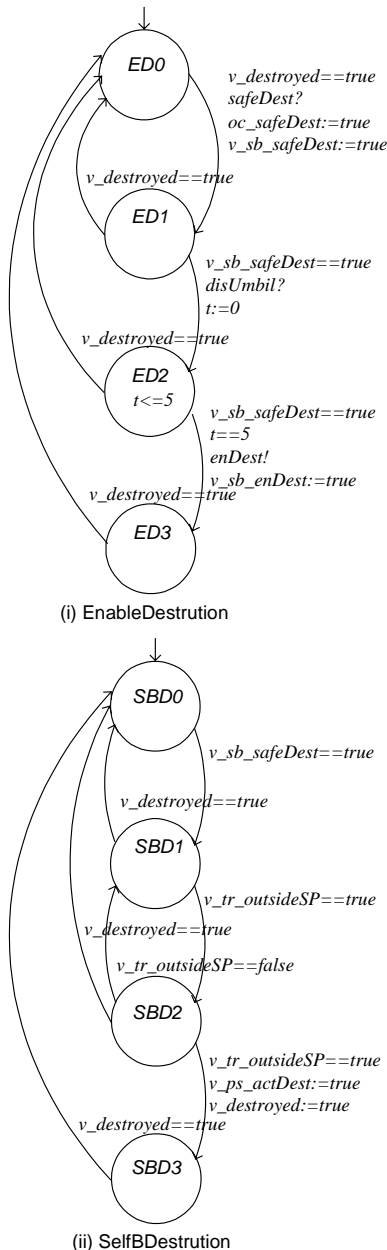 ED0
v_destroyed==true
safeDest?
oc_safeDest:=true
v_sb_safeDest:=true
v_destroyed==true
ED1
v_sb_safeDest==true
disUmbil?
t:=0
v_destroyed==true
ED2
t<=5
v_sb_safeDest==true
t==5
enDest!
v_sb_enDest:=true
v_destroyed==true
ED3
(i) EnableDestrution
SBD0
v_sb_safeDest==true
v_destroyed==true
SBD1
v_tr_outsideSP==true
v_destroyed==true
v_tr_outsideSP==false
SBD2
v_tr_outsideSP==true
v_ps_actDest:=true
v_destroyed:=true
v_destroyed==true
SBD3
(ii) SelfBDestrution